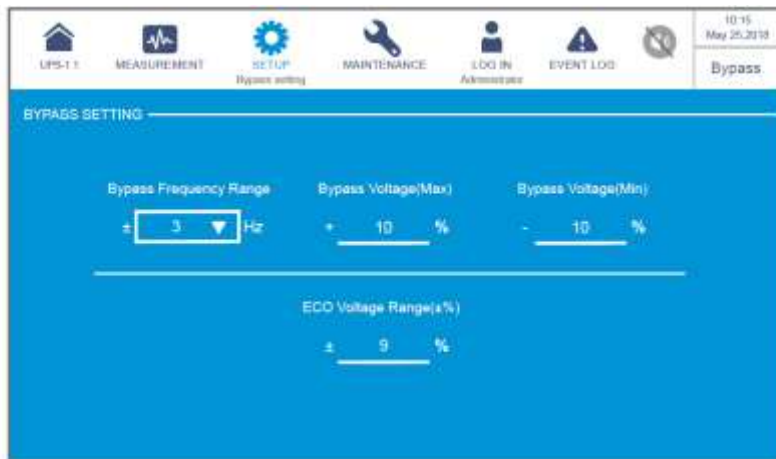 UPS-1 1
MEASUREMENT
SETUP
Bypass setting
MAINTENANCE
LOG IN
Administrator
EVENT LOG
10:15
May 25,2018
Bypass
BYPASS SETTING
Bypass Frequency Range
± 3 Hz
Bypass Voltage(Max)
+ 10 %
Bypass Voltage(Min)
- 10 %
ECO Voltage Range(±%)
± 9 %